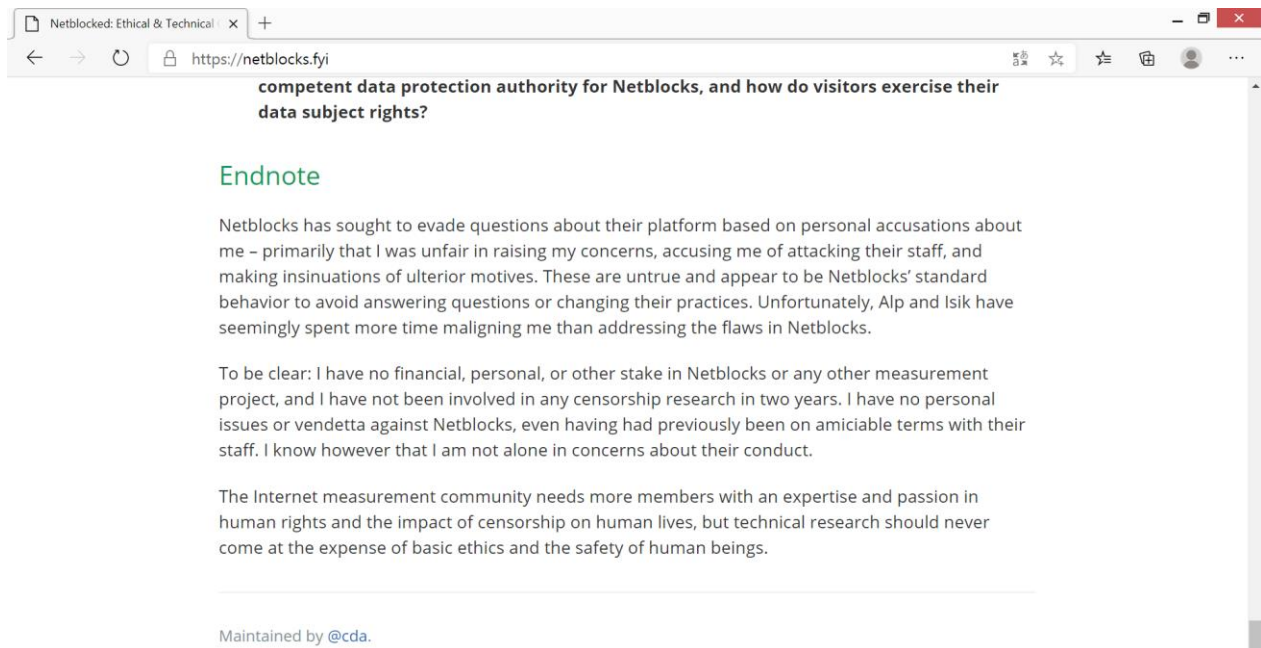 Netblocked: Ethical & Technical
https://netblocks.fyi
competent data protection authority for Netblocks, and how do visitors exercise their
data subject rights?
Endnote
Netblocks has sought to evade questions about their platform based on personal accusations about
me – primarily that I was unfair in raising my concerns, accusing me of attacking their staff, and
making insinuations of ulterior motives. These are untrue and appear to be Netblocks’ standard
behavior to avoid answering questions or changing their practices. Unfortunately, Alp and Isik have
seemingly spent more time maligning me than addressing the flaws in Netblocks.
To be clear: I have no financial, personal, or other stake in Netblocks or any other measurement
project, and I have not been involved in any censorship research in two years. I have no personal
issues or vendetta against Netblocks, even having had previously been on amiciable terms with their
staff. I know however that I am not alone in concerns about their conduct.
The Internet measurement community needs more members with an expertise and passion in
human rights and the impact of censorship on human lives, but technical research should never
come at the expense of basic ethics and the safety of human beings.
Maintained by @cda.